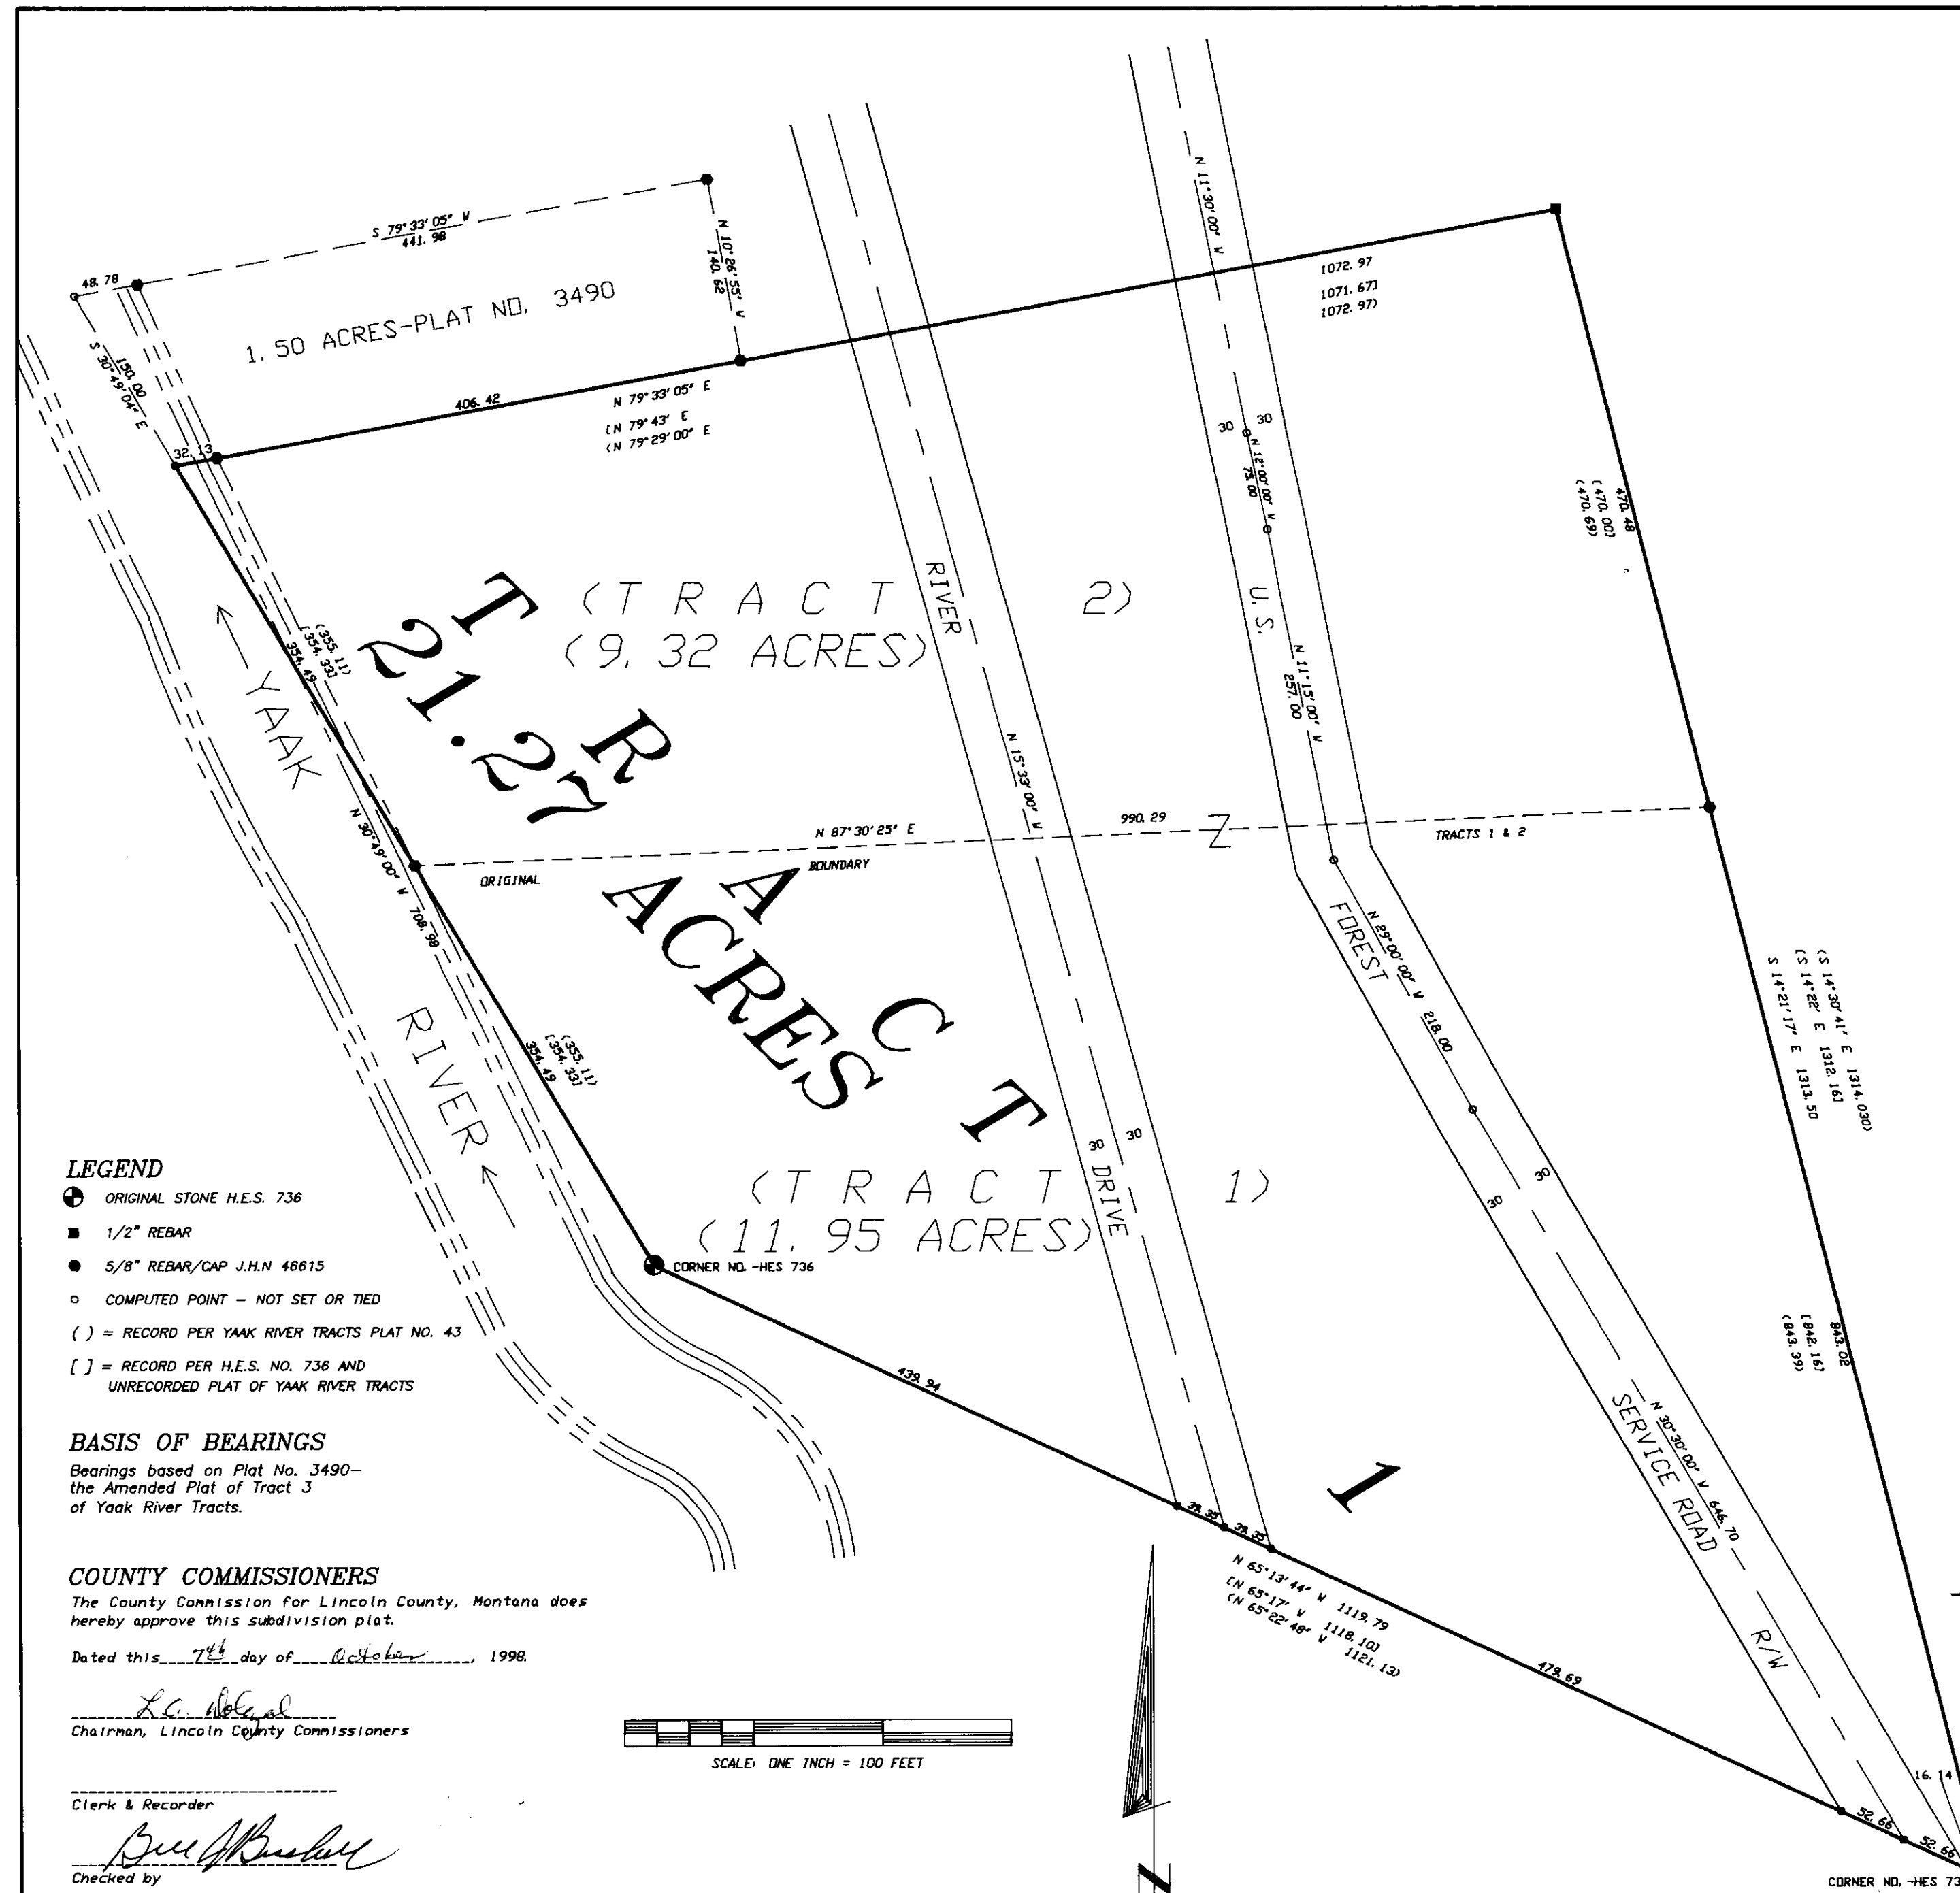 S 79°33'05" W
441.98
48.78
N 10°26'55" W
140.62
1.50 ACRES-PLAT NO. 3490
150.00
S 30°49'04" E
N 11°30'00" W
1072.97
1071.67]
1072.97)
406.42
N 79°33'05" E
[N 79°43' E
(N 79°29'00" E
32.13
30 30
N 12°00'00" W
75.00
470.48
[470.00]
(470.69)
(TRACT 2)
(9.32 ACRES)
RIVER
U.S.
N 11°15'00" W
257.00
(355.11)
[354.33]
354.49
YAAK
TRACT 1
21.27 ACRES
N 15°33'00" W
N 87°30'25" E 990.29
ORIGINAL BOUNDARY TRACTS 1 & 2
N 30°49'00" W 708.98
FOREST
N 29°00'00" W 218.00
(S 14°30'41" E 1314.030)
[S 14°22' E 1312.16]
S 14°21'17" E 1313.50
RIVER
(355.11)
[354.33]
354.49
30 30
DRIVE
30
30
(TRACT 1)
(11.95 ACRES)
CORNER NO. -HES 736
LEGEND
ORIGINAL STONE H.E.S. 736
1/2" REBAR
5/8" REBAR/CAP J.H.N 46615
COMPUTED POINT – NOT SET OR TIED
( ) = RECORD PER YAAK RIVER TRACTS PLAT NO. 43
[ ] = RECORD PER H.E.S. NO. 736 AND
UNRECORDED PLAT OF YAAK RIVER TRACTS
843.02
[842.16]
(843.39)
439.94
SERVICE ROAD
N 30°30'00" W 646.70
R/W
BASIS OF BEARINGS
Bearings based on Plat No. 3490–
the Amended Plat of Tract 3
of Yaak River Tracts.
39.35
39.35
N 65°13'44" W 1119.79
[N 65°17' W 1118.10]
(N 65°22'48" W 1121.13)
479.69
COUNTY COMMISSIONERS
The County Commission for Lincoln County, Montana does
hereby approve this subdivision plat.
Dated this 7th day of October, 1998.
Chairman, Lincoln County Commissioners
SCALE: ONE INCH = 100 FEET
Clerk & Recorder
Checked by
16.14
52.66
52.66
N
CORNER NO. -HES 73